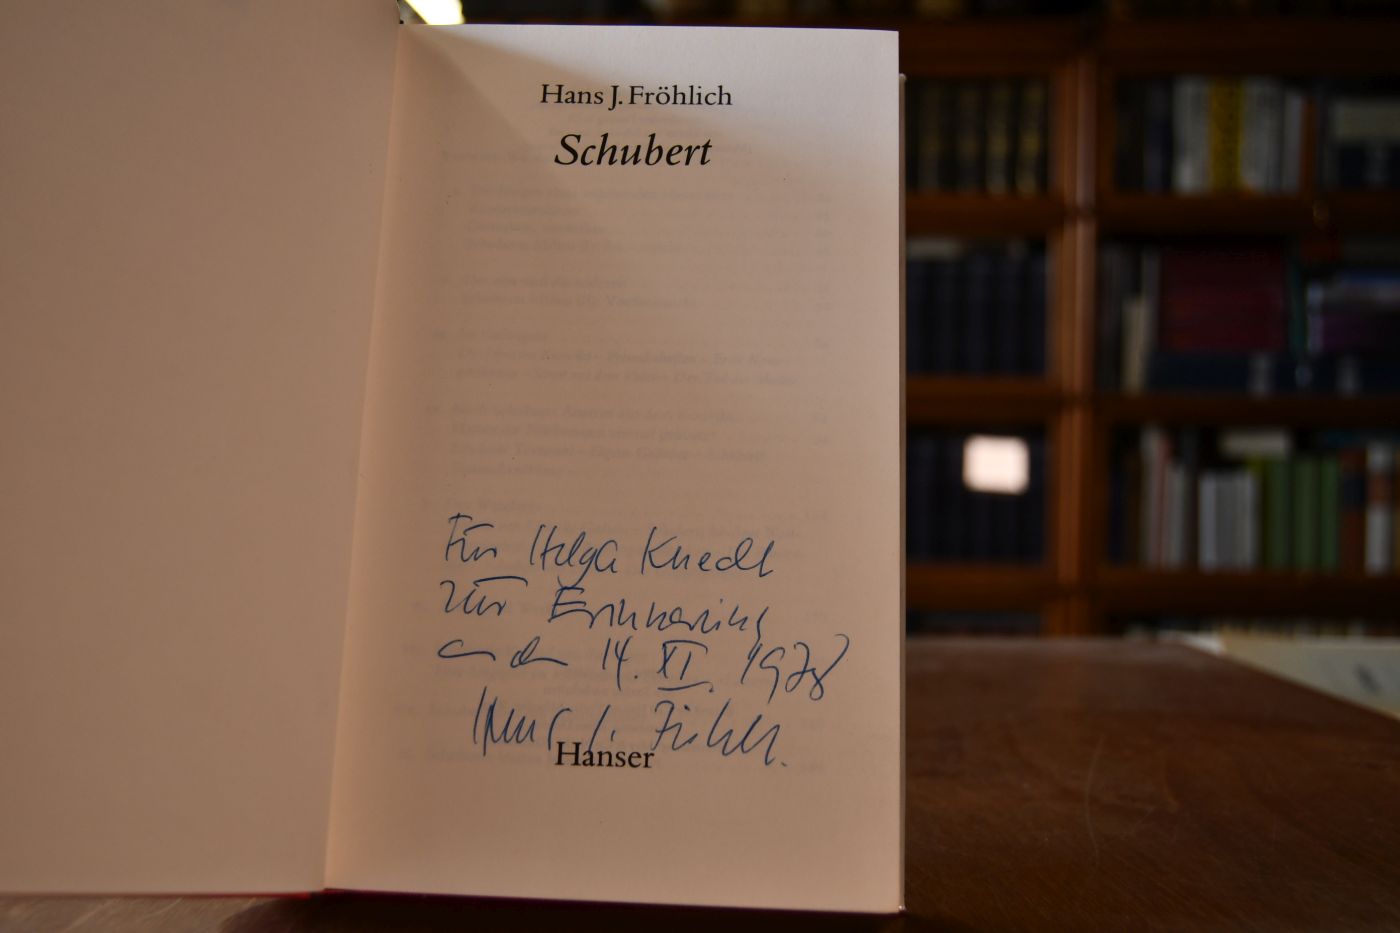 Hans J. Fröhlich
Schubert
Für Helga Knedl
zur Erinnerung
an den 14. XI. 1978
Hans J. Fröhlich.
Hanser